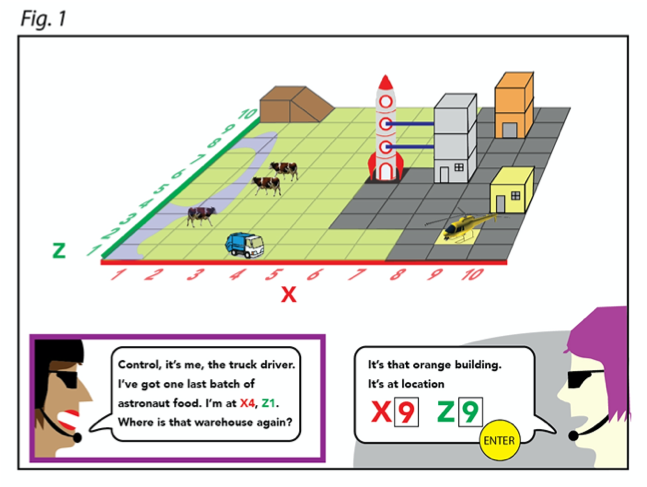 Fig. 1
10
9
8
7
6
5
4
3
2
1
Z
1 2 3 4 5 6 7 8 9 10
X
Control, it's me, the truck driver.
I've got one last batch of
astronaut food. I'm at X4, Z1.
Where is that warehouse again?
It's that orange building.
It's at location
X 9 Z 9
ENTER